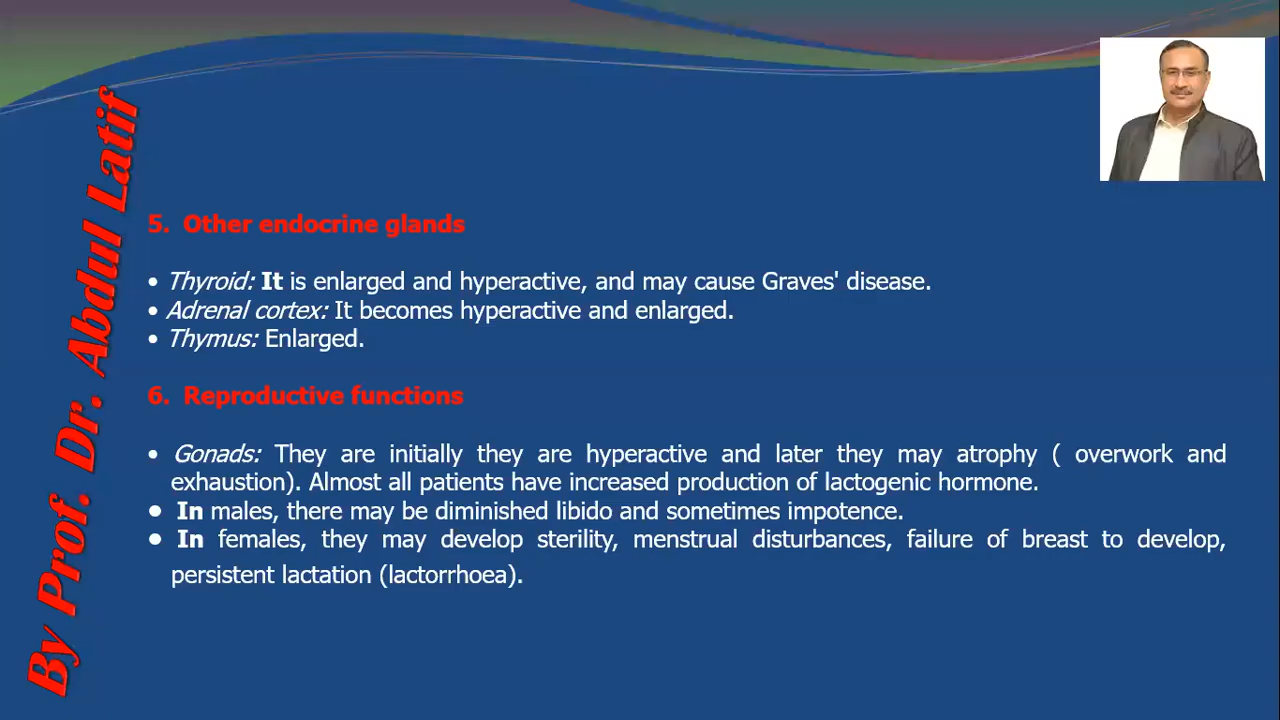 By Prof. Dr. Abdul Latif
5. Other endocrine glands
• Thyroid: It is enlarged and hyperactive, and may cause Graves' disease.
• Adrenal cortex: It becomes hyperactive and enlarged.
• Thymus: Enlarged.
6. Reproductive functions
• Gonads: They are initially they are hyperactive and later they may atrophy ( overwork and
exhaustion). Almost all patients have increased production of lactogenic hormone.
• In males, there may be diminished libido and sometimes impotence.
• In females, they may develop sterility, menstrual disturbances, failure of breast to develop,
persistent lactation (lactorrhoea).